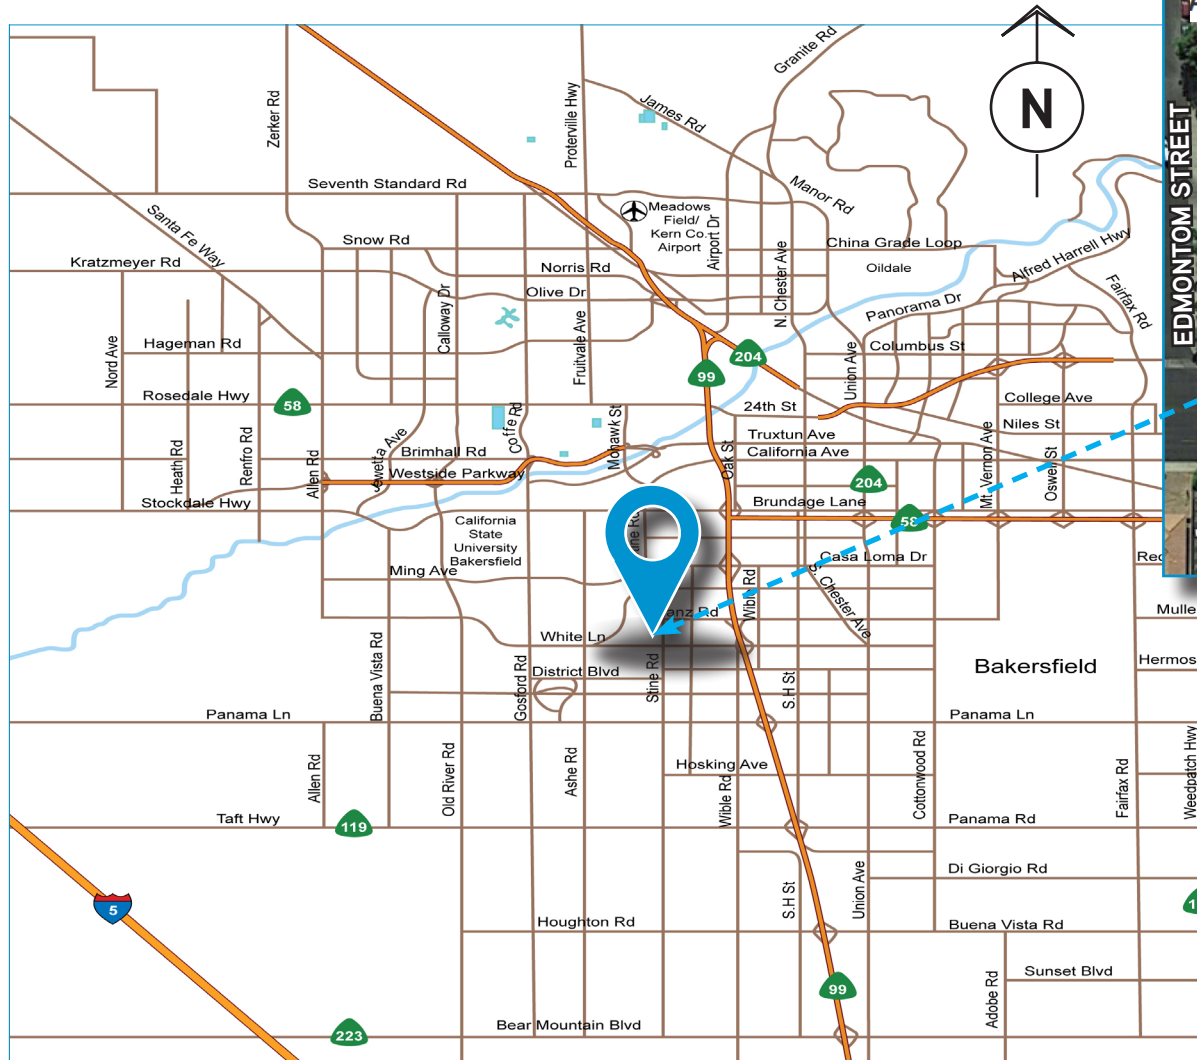 Granite Rd
N
Zerker Rd
Proterville Hwy
James Rd
EDMONTOM STREET
Seventh Standard Rd
Manor Rd
Santa Fe Way
Meadows
Field/
Kern Co.
Airport
Airport Dr
Snow Rd
China Grade Loop
Alfred Harrell Hwy
Kratzmeyer Rd
Norris Rd
Oildale
N. Chester Ave
Olive Dr
Calloway Dr
Panorama Dr
Fairfax Rd
Nord Ave
Hageman Rd
Fruitvale Ave
Union Ave
Columbus St
204
99
Rosedale Hwy
58
24th St
College Ave
Coffe Rd
Mohawk St
Niles St
Truxtun Ave
Heath Rd
Renfro Rd
Allen Rd
Jewetta Ave
Brimhall Rd
Oak St
California Ave
Mt. Vernon Ave
Oswell St
Westside Parkway
204
Stockdale Hwy
Brundage Lane
58
California
State
University
Bakersfield
Casa Loma Dr
Ming Ave
Wible Rd
S. Chester Ave
White Ln
Buena Vista Rd
Gosford Rd
District Blvd
Stine Rd
Bakersfield
S.H St
Panama Ln
Panama Ln
Allen Rd
Old River Rd
Ashe Rd
Hosking Ave
Wible Rd
Cottonwood Rd
Fairfax Rd
Weedpatch Hwy
Taft Hwy
119
Panama Rd
Di Giorgio Rd
5
S.H St
Union Ave
Houghton Rd
Buena Vista Rd
Sunset Blvd
Adobe Rd
99
Bear Mountain Blvd
223